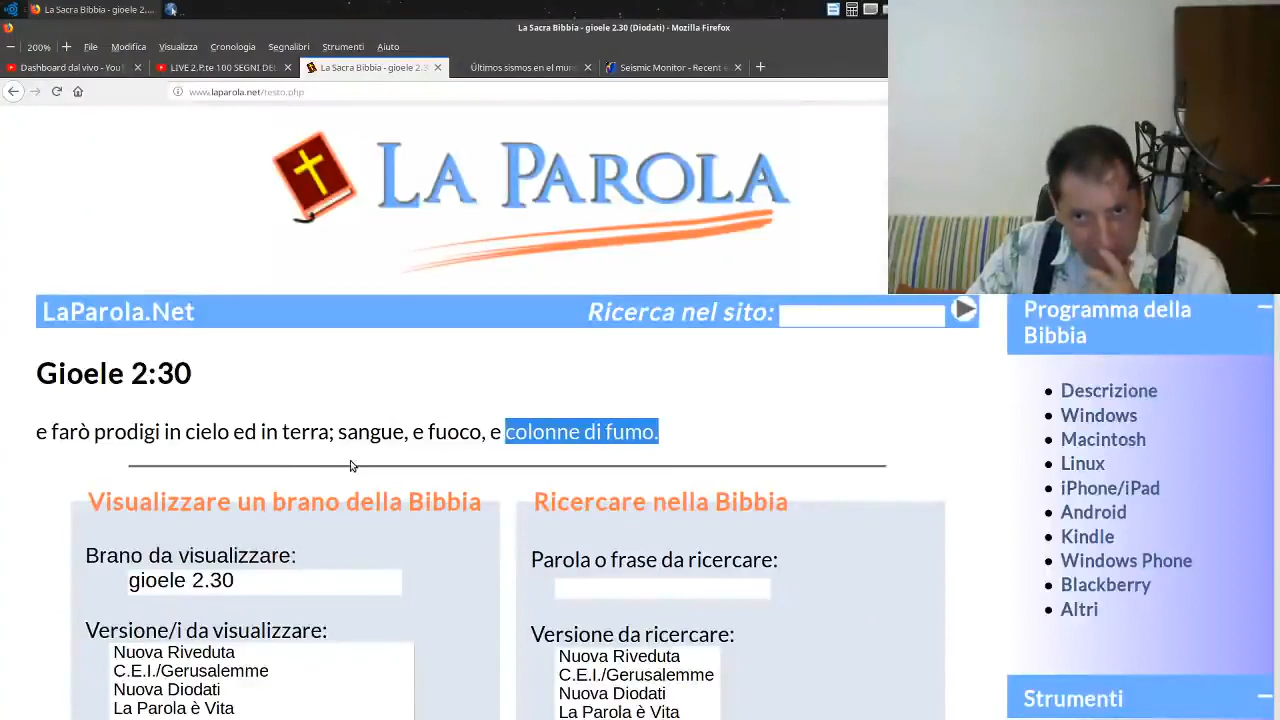 La Sacra Bibbia - gioele 2....
La Sacra Bibbia - gioele 2.30 (Diodati) - Mozilla Firefox
200% File Modifica Visualizza Cronologia Segnalibri Strumenti Aiuto
Dashboard dal vivo - You
LIVE 2.P.te 100 SEGNI DEL
La Sacra Bibbia - gioele 2.3
Últimos sismos en el mun
Seismic Monitor - Recent e
www.laparola.net/testo.php
LA PAROLA
LaParola.Net
Ricerca nel sito:
Gioele 2:30
e farò prodigi in cielo ed in terra; sangue, e fuoco, e colonne di fumo.
Visualizzare un brano della Bibbia
Brano da visualizzare:
gioele 2.30
Versione/i da visualizzare:
Nuova Riveduta
C.E.I./Gerusalemme
Nuova Diodati
La Parola è Vita
Ricercare nella Bibbia
Parola o frase da ricercare:
Versione da ricercare:
Nuova Riveduta
C.E.I./Gerusalemme
Nuova Diodati
La Parola è Vita
Programma della
Bibbia
Descrizione
Windows
Macintosh
Linux
iPhone/iPad
Android
Kindle
Windows Phone
Blackberry
Altri
Strumenti